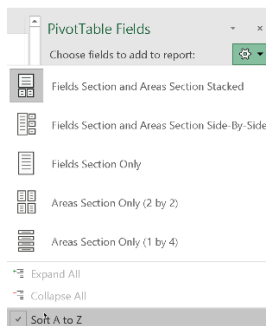 PivotTable Fields
Choose fields to add to report:
Fields Section and Areas Section Stacked
Fields Section and Areas Section Side-By-Side
Fields Section Only
Areas Section Only (2 by 2)
Areas Section Only (1 by 4)
Expand All
Collapse All
Sort A to Z